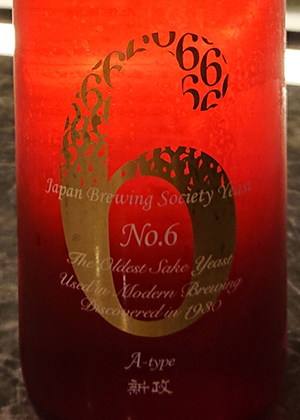 6
Japan Brewing Society Yeast
No.6
The Oldest Sake Yeast
Used in Modern Brewing
Discovered in 1930
A-type
新政